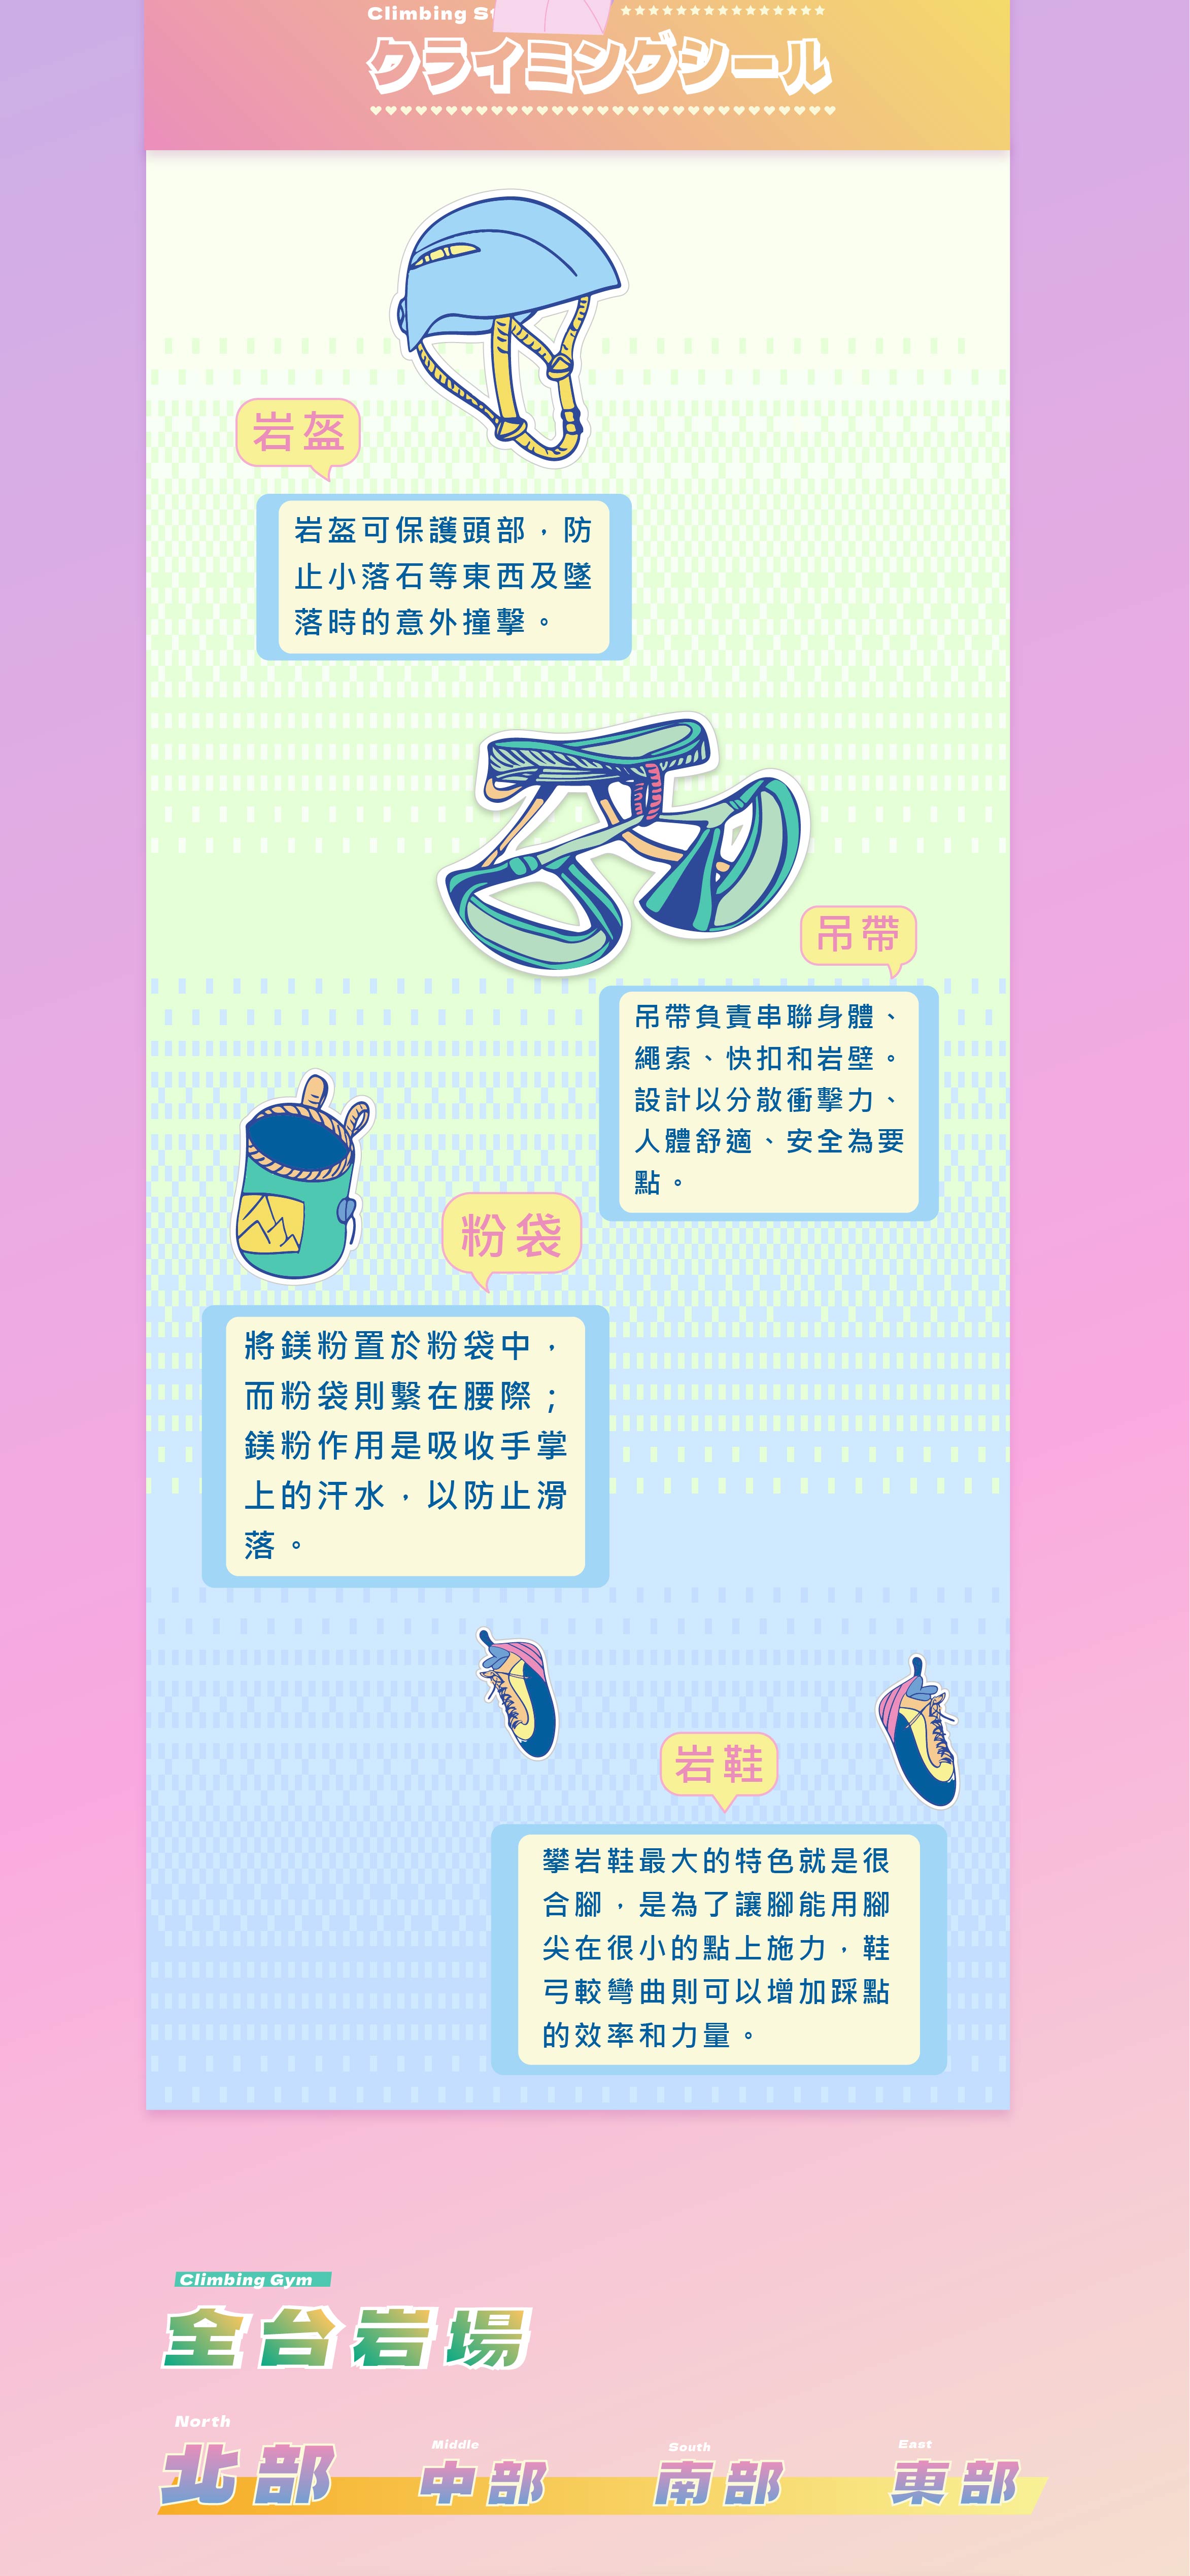 Climbing
クライミングシール
岩盔
岩盔可保護頭部，防
止小落石等東西及墜
落時的意外撞擊。
吊帶
吊帶負責串聯身體、
繩索、快扣和岩壁。
設計以分散衝擊力、
人體舒適、安全為要
點。
粉袋
將鎂粉置於粉袋中，
而粉袋則繫在腰際；
鎂粉作用是吸收手掌
上的汗水，以防止滑
落。
岩鞋
攀岩鞋最大的特色就是很
合腳，是為了讓腳能用腳
尖在很小的點上施力，鞋
弓較彎曲則可以增加踩點
的效率和力量。
Climbing Gym
全台岩場
North
北部
Middle
中部
South
南部
East
東部